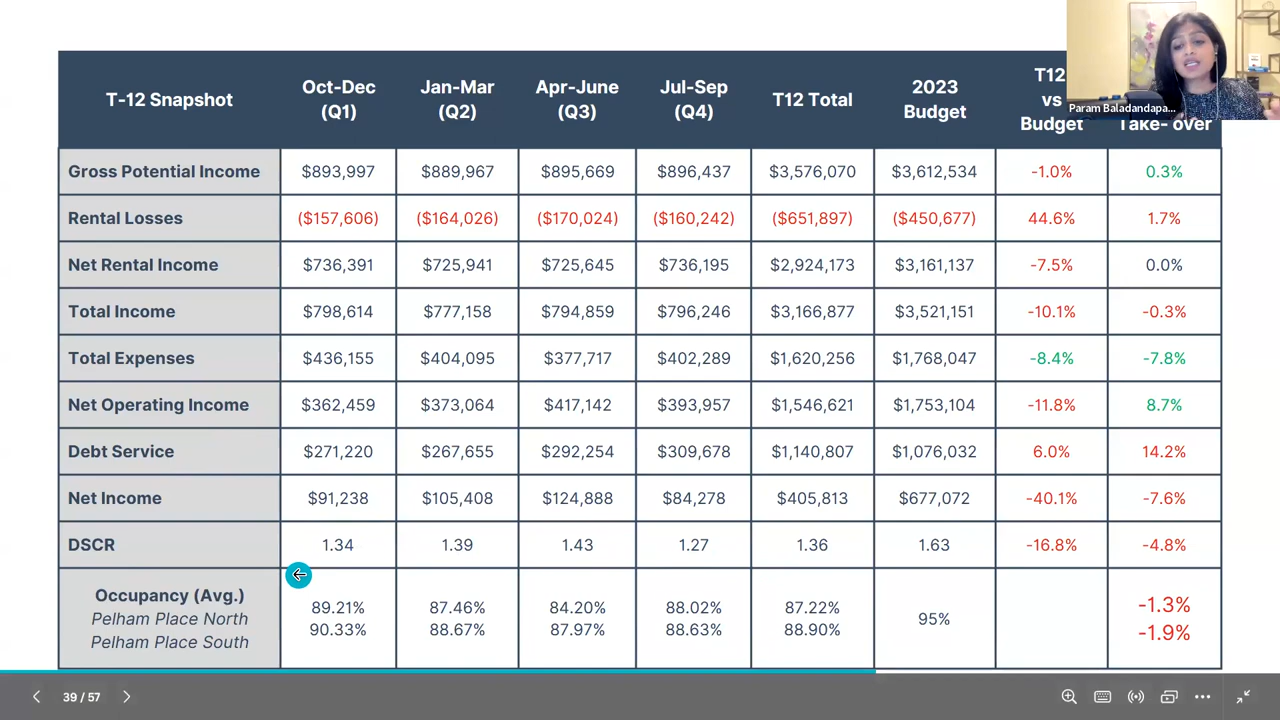 T-12 Snapshot
Oct-Dec
(Q1)
Jan-Mar
(Q2)
Apr-June
(Q3)
Jul-Sep
(Q4)
T12 Total
2023
Budget
T12
vs
Budget
Take- over
Param Baladandapa...
Gross Potential Income $893,997 $889,967 $895,669 $896,437 $3,576,070 $3,612,534 -1.0% 0.3%
Rental Losses ($157,606) ($164,026) ($170,024) ($160,242) ($651,897) ($450,677) 44.6% 1.7%
Net Rental Income $736,391 $725,941 $725,645 $736,195 $2,924,173 $3,161,137 -7.5% 0.0%
Total Income $798,614 $777,158 $794,859 $796,246 $3,166,877 $3,521,151 -10.1% -0.3%
Total Expenses $436,155 $404,095 $377,717 $402,289 $1,620,256 $1,768,047 -8.4% -7.8%
Net Operating Income $362,459 $373,064 $417,142 $393,957 $1,546,621 $1,753,104 -11.8% 8.7%
Debt Service $271,220 $267,655 $292,254 $309,678 $1,140,807 $1,076,032 6.0% 14.2%
Net Income $91,238 $105,408 $124,888 $84,278 $405,813 $677,072 -40.1% -7.6%
DSCR 1.34 1.39 1.43 1.27 1.36 1.63 -16.8% -4.8%
Occupancy (Avg.)
Pelham Place North 89.21% 87.46% 84.20% 88.02% 87.22% 95% -1.3%
Pelham Place South 90.33% 88.67% 87.97% 88.63% 88.90% -1.9%
39 / 57